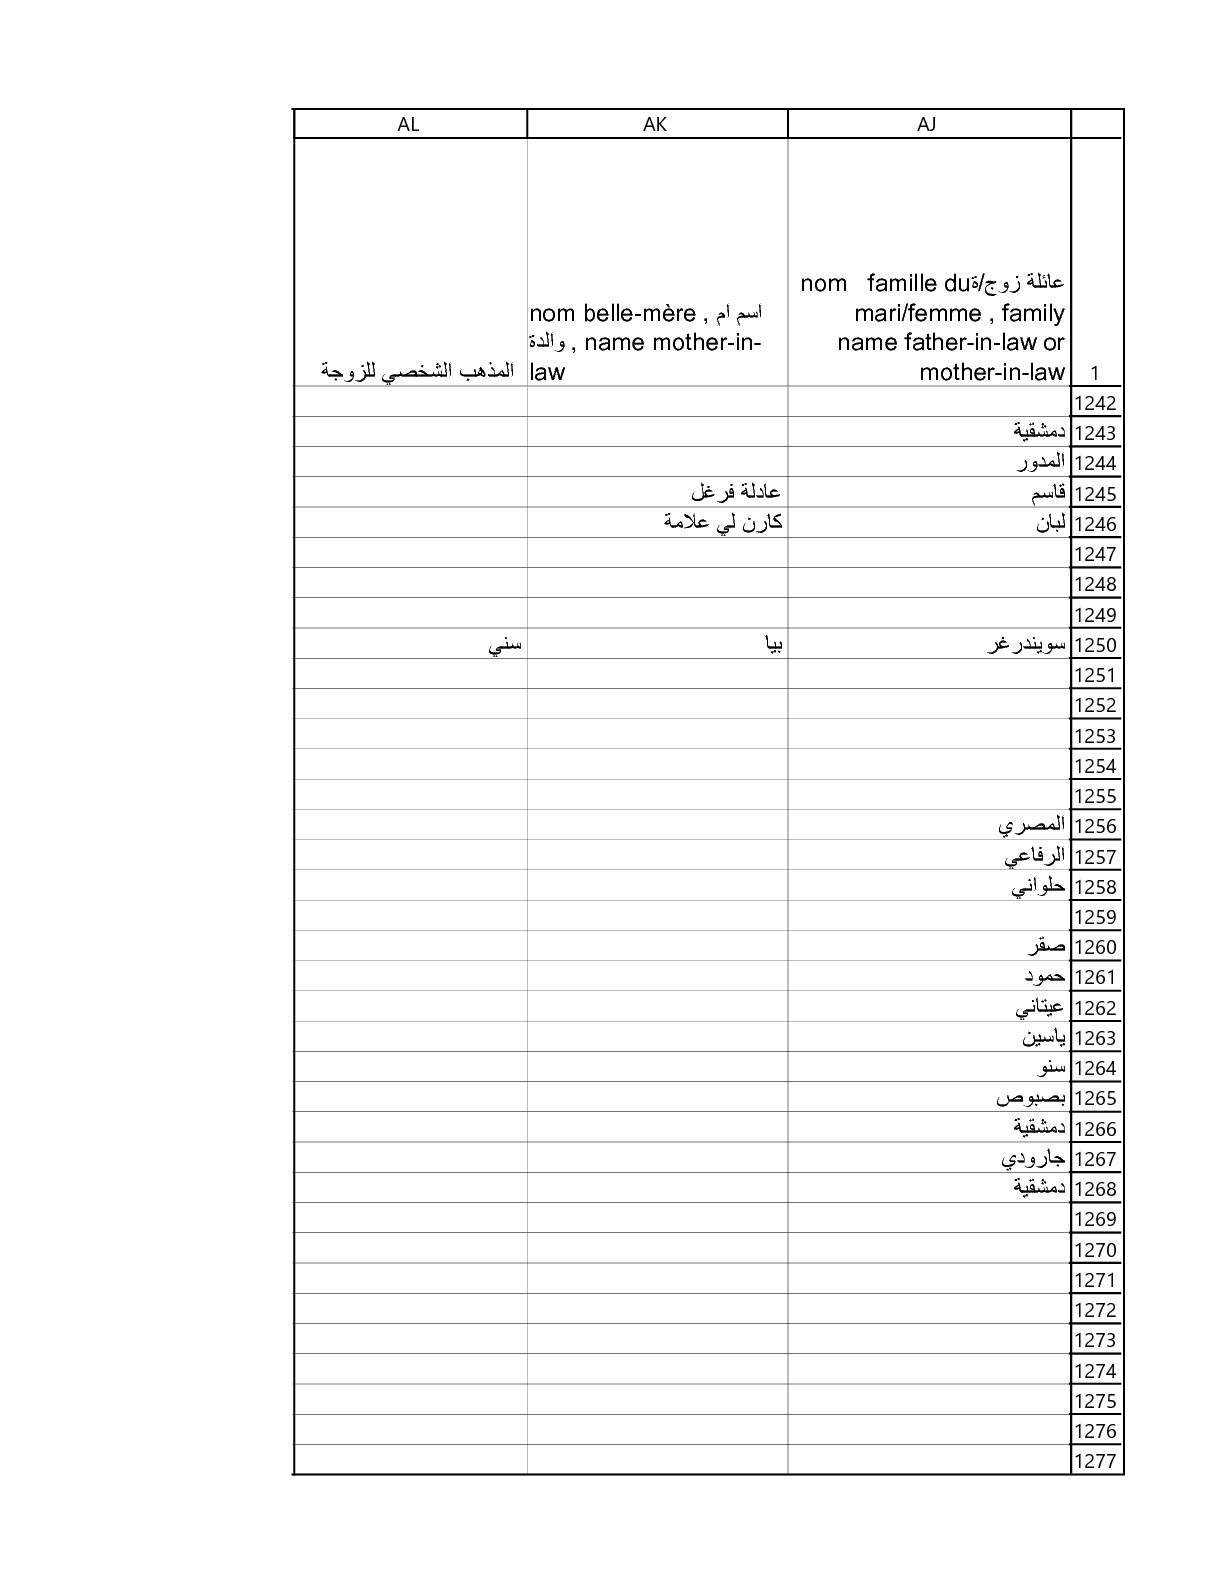 AJ AK AL
عائلة زوج/ةnom famille du
mari/femme , family
name father-in-law or
mother-in-law
nom belle-mère , اسم ام
والدة , name mother-in-
law
المذهب الشخصي للزوجة
1
1242
1243 دمشقية
1244 المدور
1245 قاسم عادلة فرغل
1246 لبان كارن لي علامة
1247
1248
1249
1250 سويندرغر بيا سني
1251
1252
1253
1254
1255
1256 المصري
1257 الرفاعي
1258 حلواني
1259
1260 صقر
1261 حمود
1262 عيتاني
1263 ياسين
1264 سنو
1265 بصبوص
1266 دمشقية
1267 جارودي
1268 دمشقية
1269
1270
1271
1272
1273
1274
1275
1276
1277